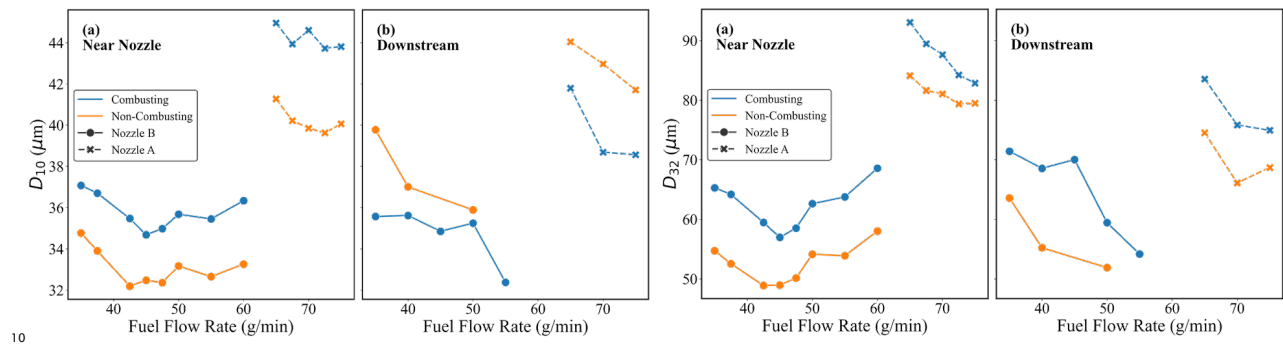 (a)
Near Nozzle
(b)
Downstream
Combusting
Non-Combusting
Nozzle B
Nozzle A
D10 (μm)
44
42
40
38
36
34
32
40 50 60 70
40 50 60 70
Fuel Flow Rate (g/min)
Fuel Flow Rate (g/min)
(a)
Near Nozzle
(b)
Downstream
Combusting
Non-Combusting
Nozzle B
Nozzle A
D32 (μm)
90
80
70
60
50
40 50 60 70
40 50 60 70
Fuel Flow Rate (g/min)
Fuel Flow Rate (g/min)
10